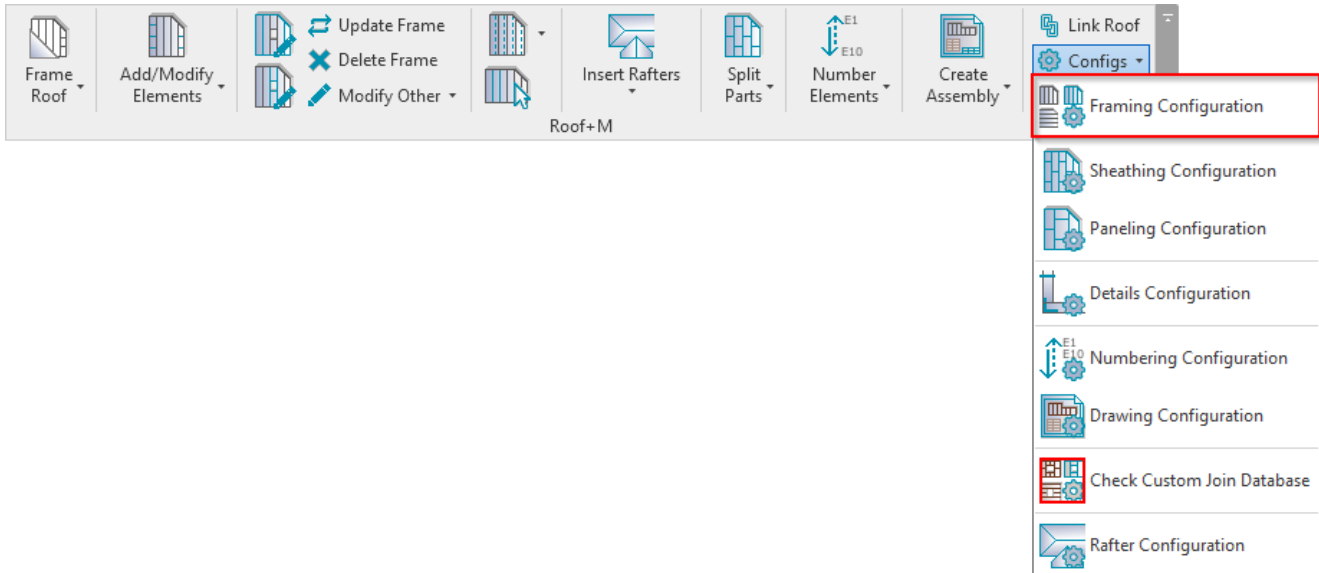 Frame
Roof
Add/Modify
Elements
Update Frame
Delete Frame
Modify Other
Insert Rafters
Split
Parts
E1
E10
Number
Elements
Create
Assembly
Link Roof
Configs
Roof+M
Framing Configuration
Sheathing Configuration
Paneling Configuration
Details Configuration
E1
E10
Numbering Configuration
Drawing Configuration
Check Custom Join Database
Rafter Configuration